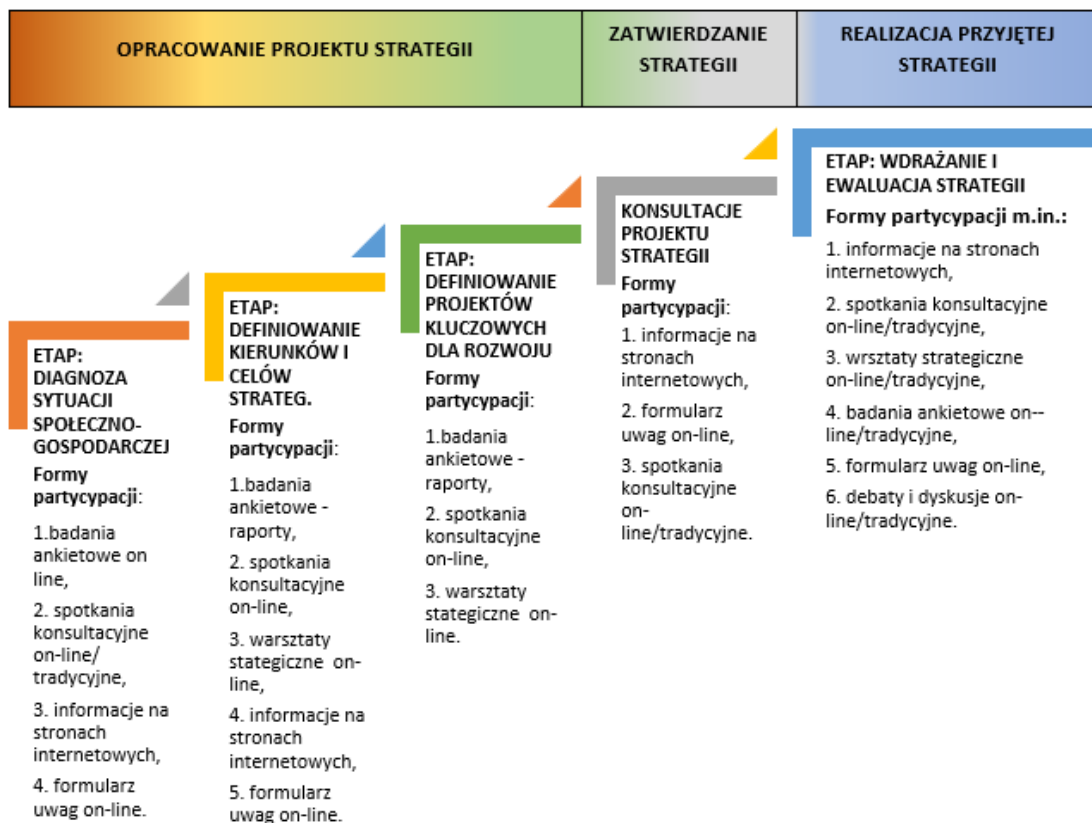 OPRACOWANIE PROJEKTU STRATEGII
ZATWIERDZANIE
STRATEGII
REALIZACJA PRZYJĘTEJ
STRATEGII
ETAP:
DIAGNOZA
SYTUACJI
SPOŁECZNO-
GOSPODARCZEJ
Formy
partycypacji:
1.badania
ankietowe on
line,
2. spotkania
konsultacyjne
on-line/
tradycyjne,
3. informacje na
stronach
internetowych,
4. formularz
uwag on-line.
ETAP:
DEFINIOWANIE
KIERUNKÓW I
CELÓW
STRATEG.
Formy
partycypacji:
1.badania
ankietowe -
raporty,
2. spotkania
konsultacyjne
on-line,
3. warsztaty
stategiczne on-
line,
4. informacje na
stronach
internetowych,
5. formularz
uwag on-line.
ETAP:
DEFINIOWANIE
PROJEKTÓW
KLUCZOWYCH
DLA ROZWOJU
Formy
partycypacji:
1.badania
ankietowe -
raporty,
2. spotkania
konsultacyjne
on-line,
3. warsztaty
stategiczne on-
line.
KONSULTACJE
PROJEKTU
STRATEGII
Formy
partycypacji:
1. informacje na
stronach
internetowych,
2. formularz
uwag on-line,
3. spotkania
konsultacyjne
on-
line/tradycyjne.
ETAP: WDRAŻANIE I
EWALUACJA STRATEGII
Formy partycypacji m.in.:
1. informacje na stronach
internetowych,
2. spotkania konsultacyjne
on-line/tradycyjne,
3. wrsztaty strategiczne
on-line/tradycyjne,
4. badania ankietowe on--
line/tradycyjne,
5. formularz uwag on-line,
6. debaty i dyskusje on-
line/tradycyjne.